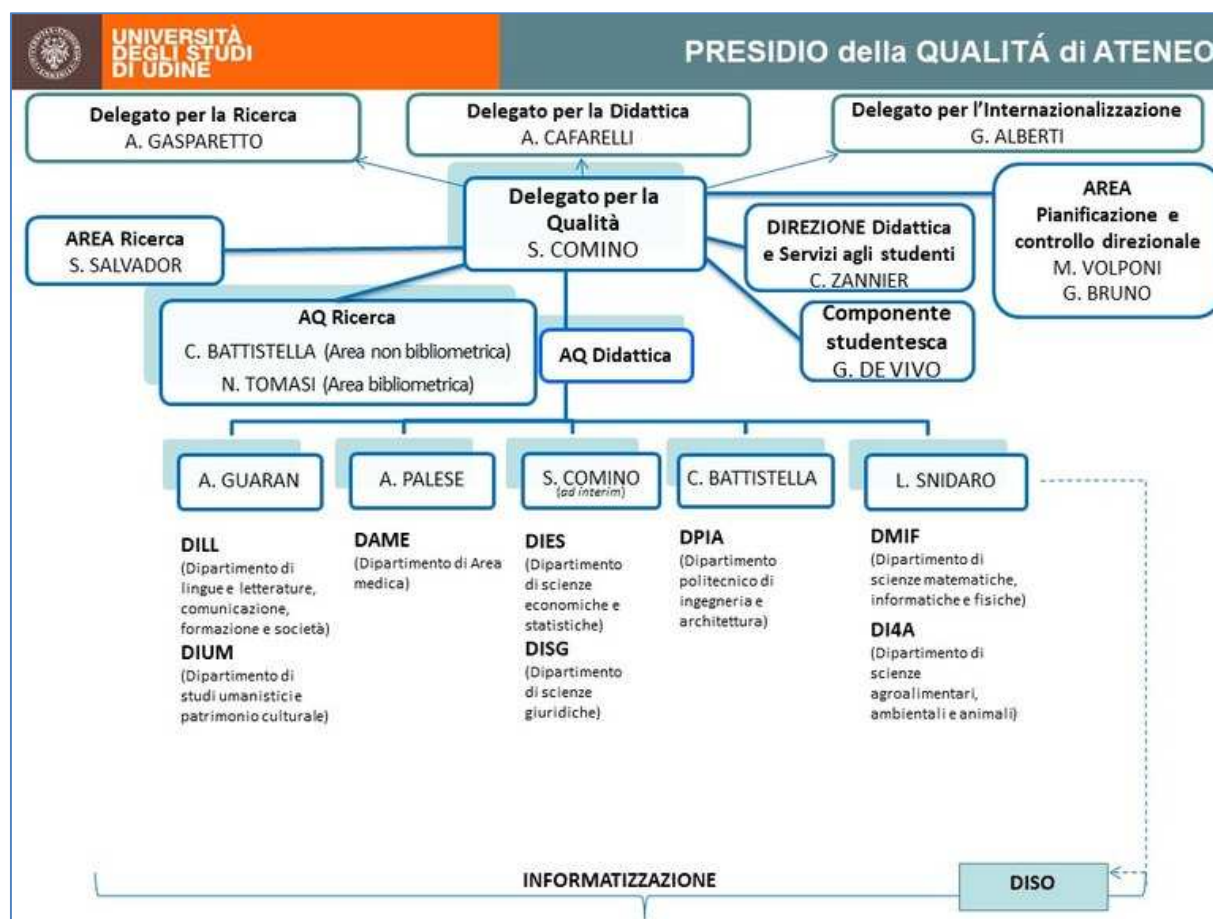 UNIVERSITÀ
DEGLI STUDI
DI UDINE
PRESIDIO della QUALITÁ di ATENEO
Delegato per la Ricerca
A. GASPARETTO
Delegato per la Didattica
A. CAFARELLI
Delegato per l'Internazionalizzazione
G. ALBERTI
Delegato per la
Qualità
S. COMINO
AREA Ricerca
S. SALVADOR
DIREZIONE Didattica
e Servizi agli studenti
C. ZANNIER
AREA
Pianificazione e
controllo direzionale
M. VOLPONI
G. BRUNO
AQ Ricerca
C. BATTISTELLA (Area non bibliometrica)
N. TOMASI (Area bibliometrica)
AQ Didattica
Componente
studentesca
G. DE VIVO
A. GUARAN
A. PALESE
S. COMINO
(ad interim)
C. BATTISTELLA
L. SNIDARO
DILL
(Dipartimento di
lingue e letterature,
comunicazione,
formazione e società)
DIUM
(Dipartimento di
studi umanistici e
patrimonio culturale)
DAME
(Dipartimento di Area
medica)
DIES
(Dipartimento
di scienze
economiche e
statistiche)
DISG
(Dipartimento
di scienze
giuridiche)
DPIA
(Dipartimento
politecnico di
ingegneria e
architettura)
DMIF
(Dipartimento di
scienze matematiche,
informatiche e fisiche)
DI4A
(Dipartimento di
scienze
agroalimentari,
ambientali e animali)
INFORMATIZZAZIONE
DISO